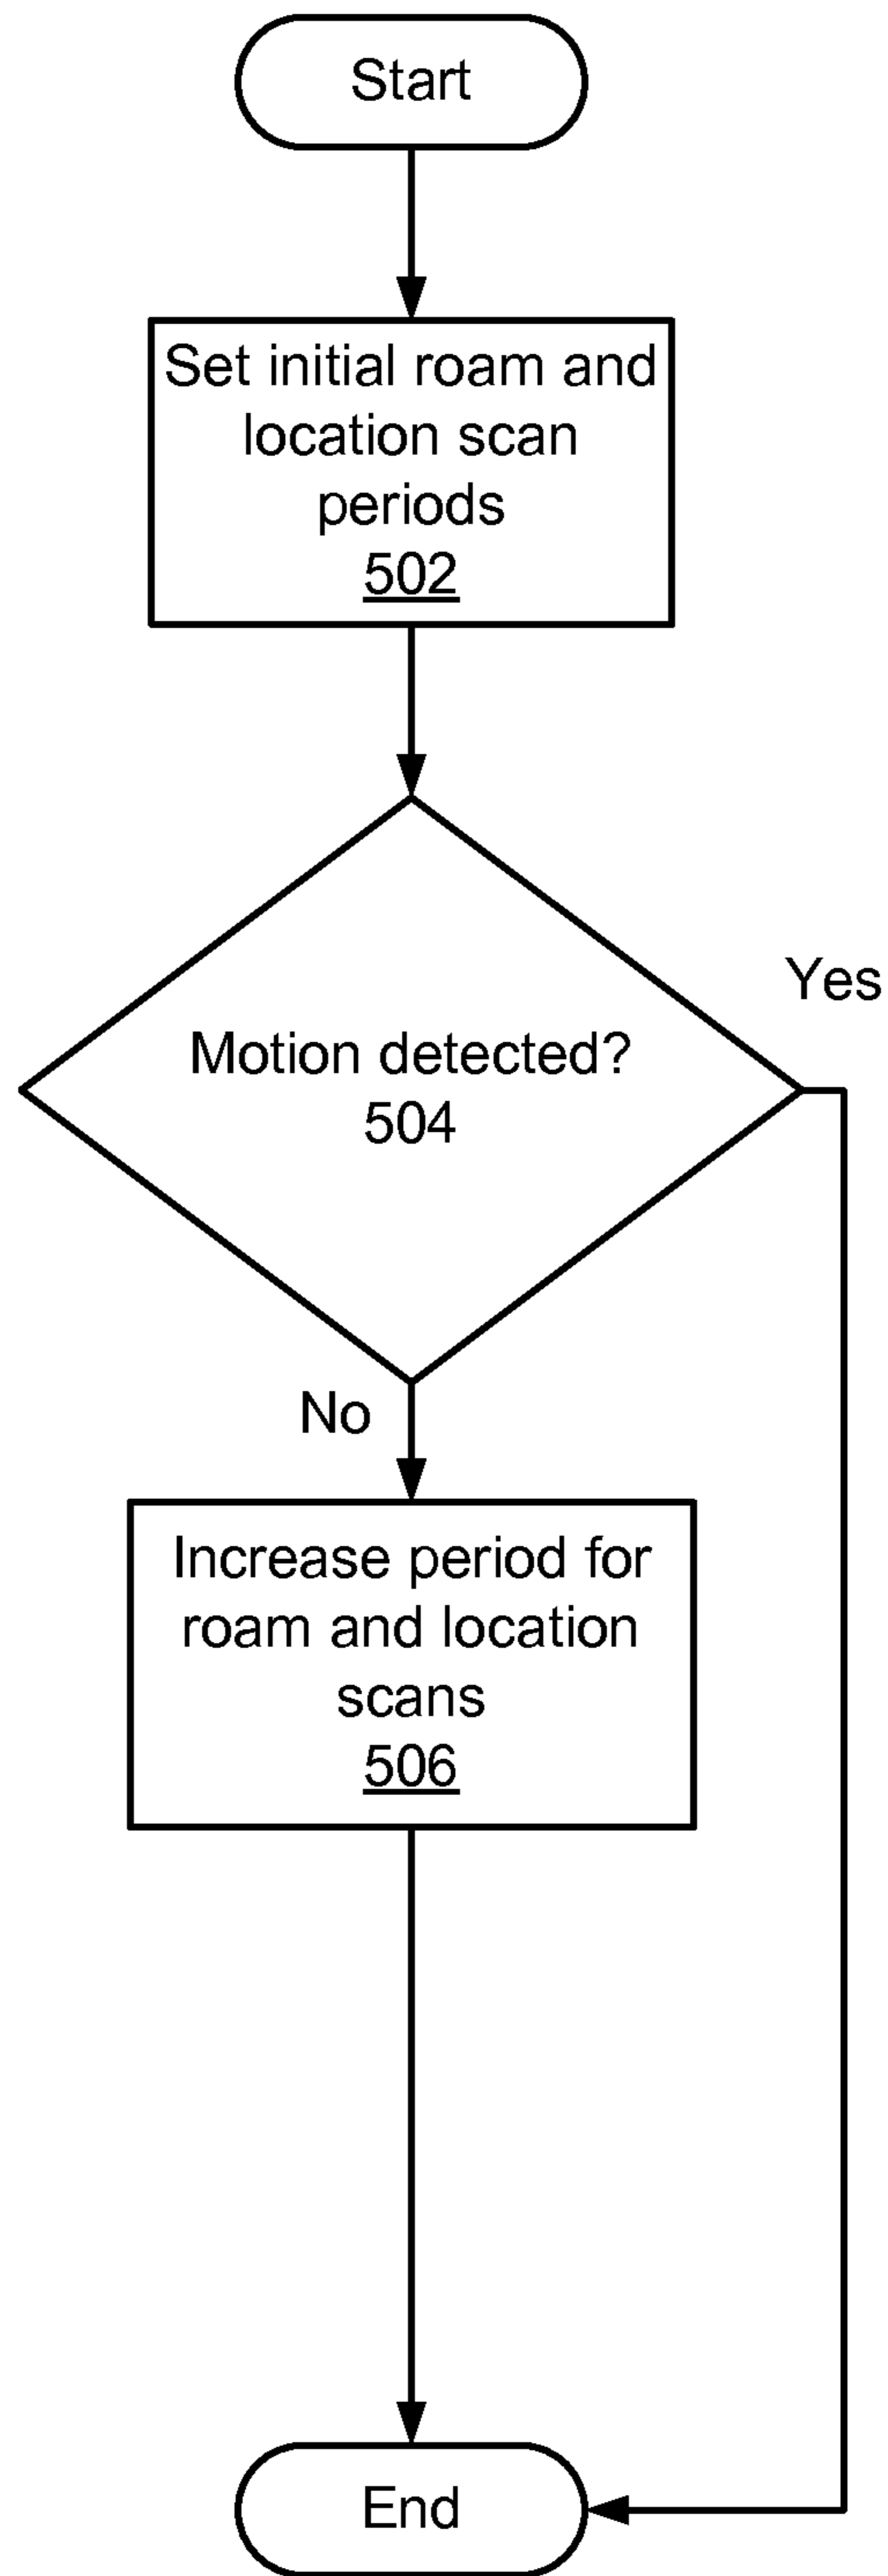 Start
Set initial roam and
location scan
periods
502
Yes
Motion detected?
504
No
Increase period for
roam and location
scans
506
End